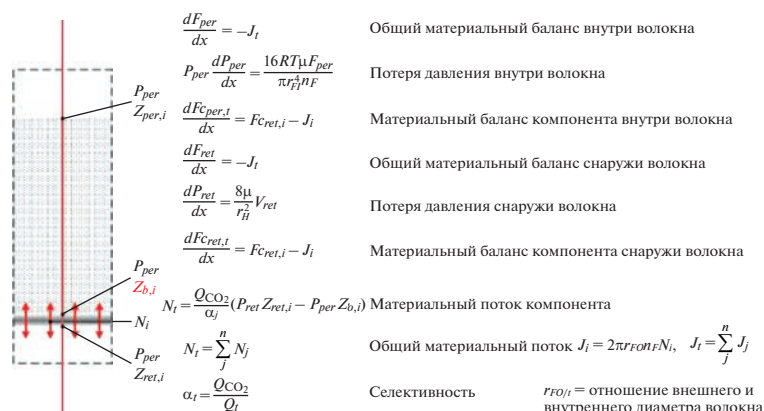 dF_per/dx = –J_t Общий материальный баланс внутри волокна
P_per dP_per/dx = 16RTμF_per/πr_FI^4 n_F Потеря давления внутри волокна
P_per
Z_per,i
dFc_per,t/dx = Fc_ret,i – J_i Материальный баланс компонента внутри волокна
dF_ret/dx = –J_t Общий материальный баланс снаружи волокна
dP_ret/dx = 8μ/r_H^2 V_ret Потеря давления снаружи волокна
dFc_ret,t/dx = Fc_ret,i – J_i Материальный баланс компонента снаружи волокна
P_per
Z_b,i
N_t = Q_CO2/α_j (P_ret Z_ret,i – P_per Z_b,i) Материальный поток компонента
N_i
N_t = ∑_j^n N_j Общий материальный поток J_i = 2πr_FO n_F N_i, J_t = ∑_j^n J_j
P_per
Z_ret,i
α_t = Q_CO2/Q_t Селективность r_FO/t = отношение внешнего и
внутреннего диаметра волокна